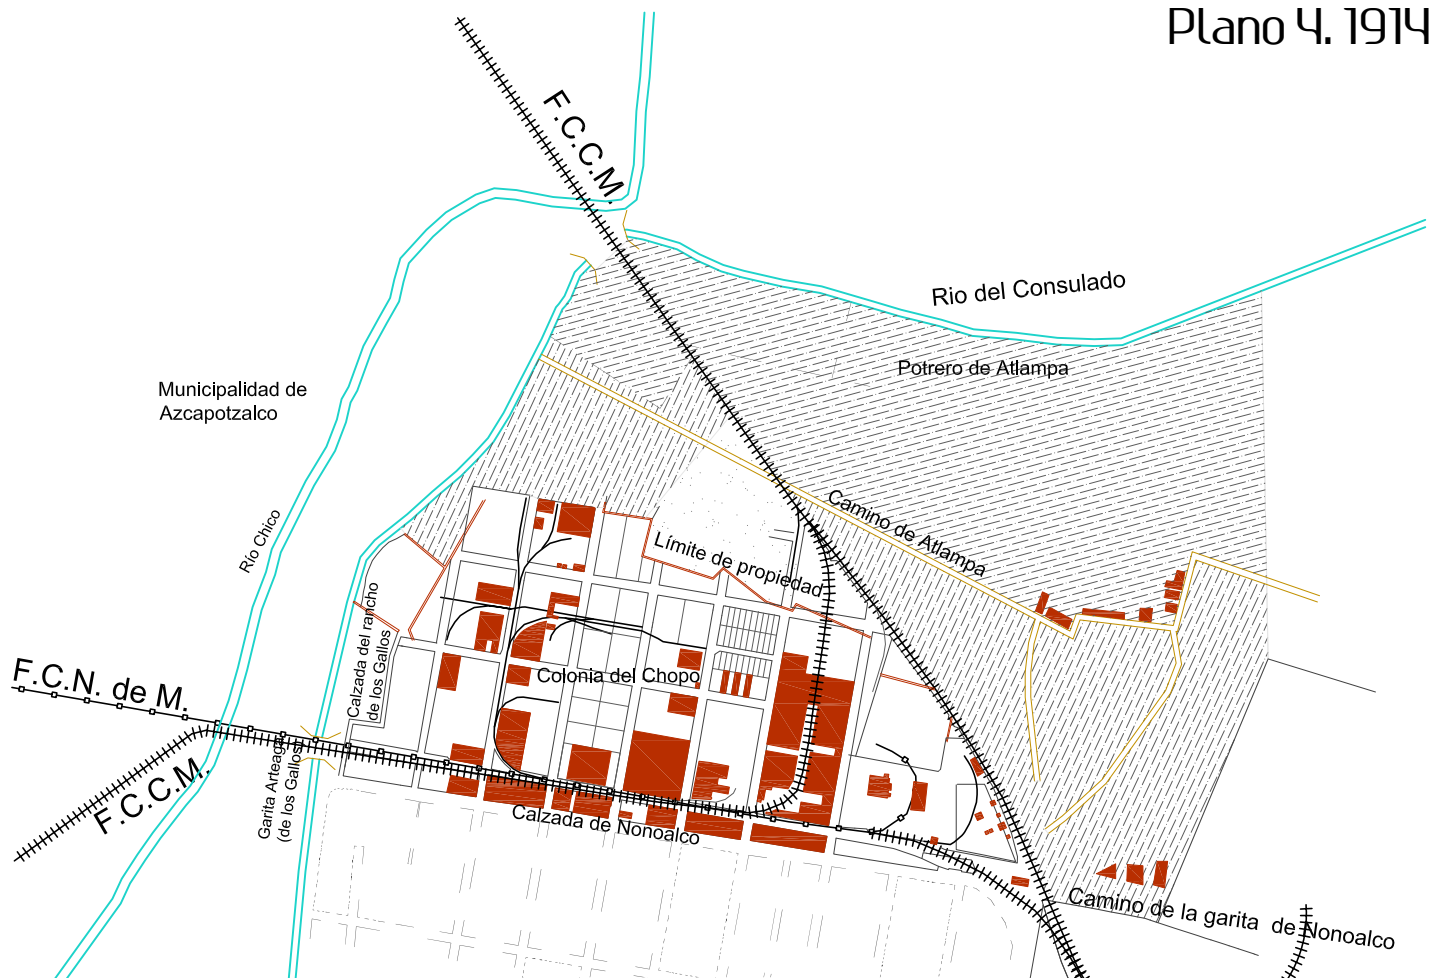 Plano 4. 1914
F.C.C.M.
Rio del Consulado
Potrero de Atlampa
Municipalidad de
Azcapotzalco
Camino de Atlampa
Río Chico
Límite de propiedad
Calzada del rancho
de los Gallos
Colonia del Chopo
F.C.N. de M.
F.C.C.M.
Garita Arteaga
(de los Gallos)
Calzada de Nonoalco
Camino de la garita de Nonoalco